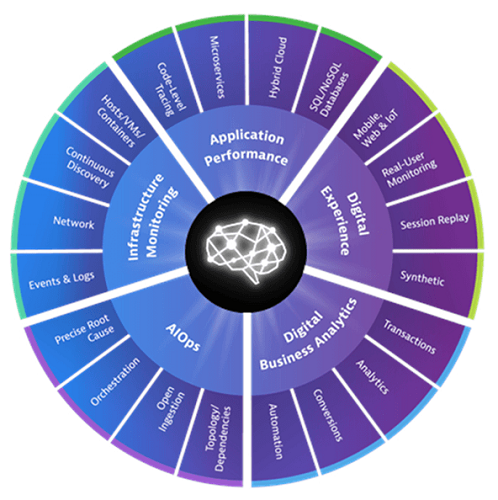 Application
Performance
Code-Level
Tracing
Microservices
Hybrid Cloud
SQL/NoSQL
Databases
Digital
Experience
Mobile,
Web & IoT
Real-User
Monitoring
Session Replay
Synthetic
Digital
Business Analytics
Transactions
Analytics
Conversions
Automation
AIOps
Topology/
Dependencies
Open
Ingestion
Orchestration
Precise Root
Cause
Infrastructure
Monitoring
Events & Logs
Network
Continuous
Discovery
Hosts/VMs/
Containers